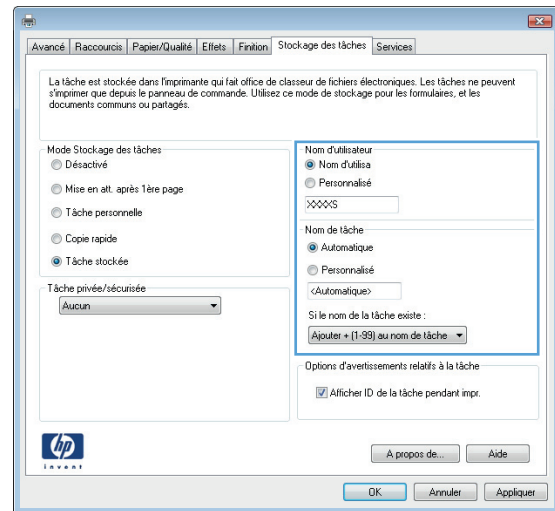 Avancé Raccourcis Papier/Qualité Effets Finition Stockage des tâches Services
La tâche est stockée dans l'imprimante qui fait office de classeur de fichiers électroniques. Les tâches ne peuvent
s'imprimer que depuis le panneau de commande. Utilisez ce mode de stockage pour les formulaires, et les
documents communs ou partagés.
Mode Stockage des tâches
Désactivé
Mise en att. après 1ère page
Tâche personnelle
Copie rapide
Tâche stockée
Tâche privée/sécurisée
Aucun
Nom d'utilisateur
Nom d'utilisa
Personnalisé
XXXXS
Nom de tâche
Automatique
Personnalisé
<Automatique>
Si le nom de la tâche existe :
Ajouter + (1-99) au nom de tâche
Options d'avertissements relatifs à la tâche
Afficher ID de la tâche pendant impr.
hp
invent
A propos de... Aide
OK Annuler Appliquer